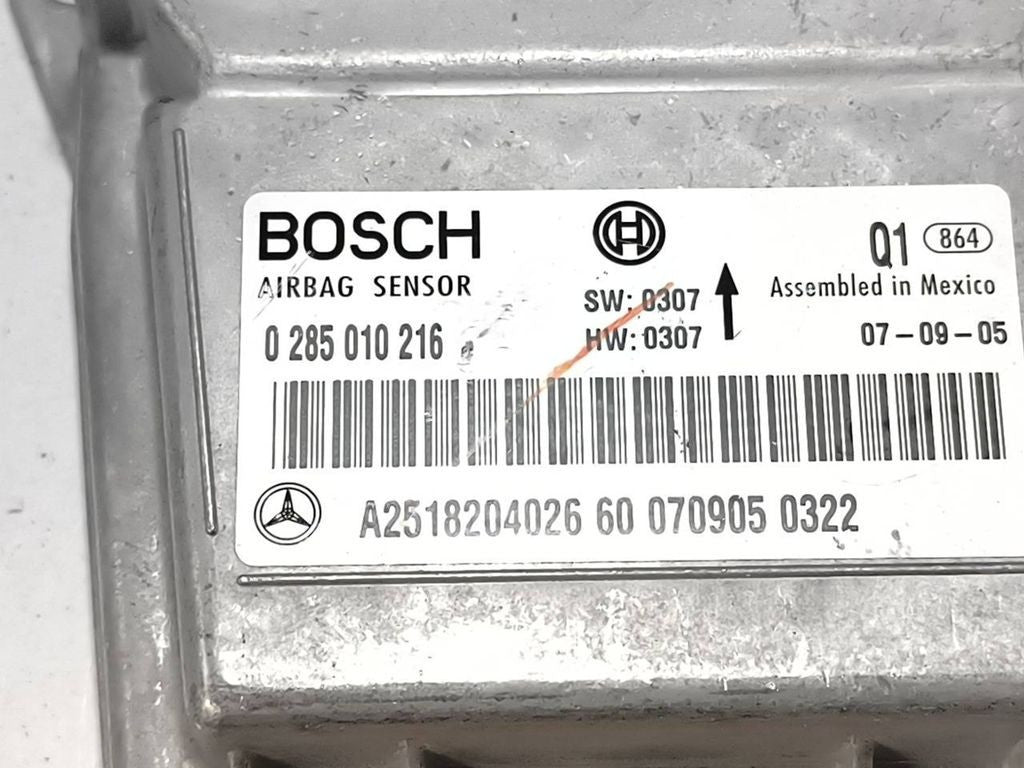 BOSCH
AIRBAG SENSOR
0 285 010 216
SW: 0307
HW: 0307
Q1 864
Assembled in Mexico
07-09-05
A2518204026 60 070905 0322